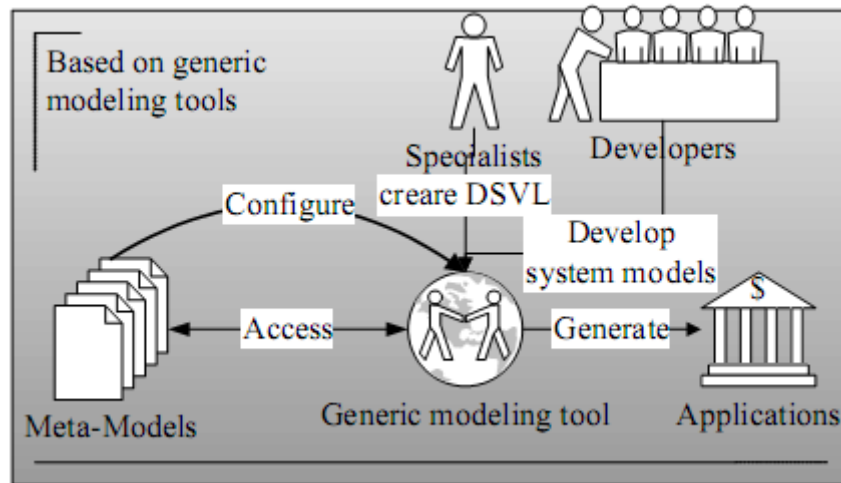 Based on generic
modeling tools
Specialists
creare DSVL
Developers
Configure
Develop
system models
$
Access
Generate
Meta-Models
Generic modeling tool
Applications